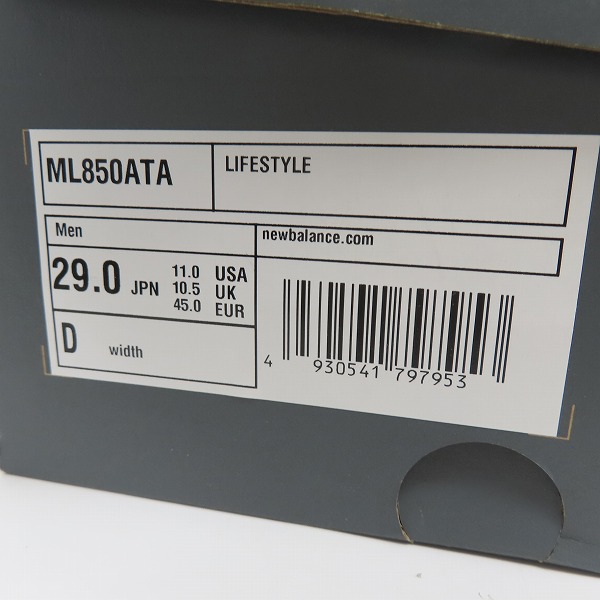 ML850ATA
LIFESTYLE
Men
newbalance.com
29.0 JPN
11.0 USA
10.5 UK
45.0 EUR
D width
4 930541 797953